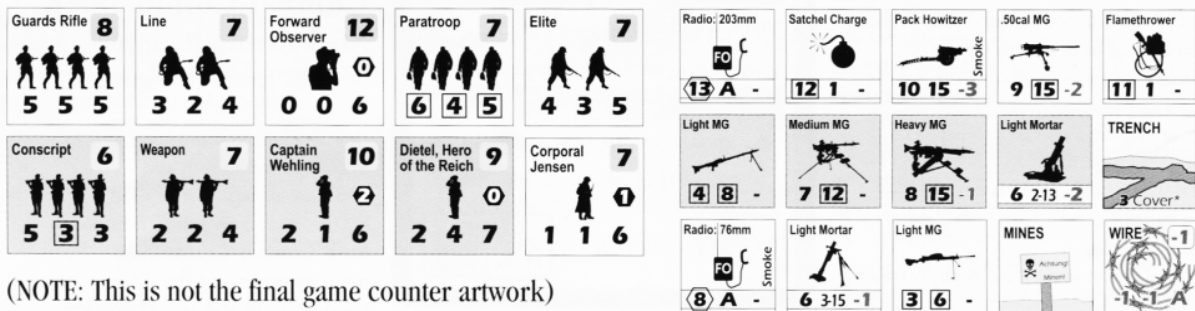 Guards Rifle 8
5 5 5
Line 7
3 2 4
Forward
Observer 12
0
0 0 6
Paratroop 7
6 4 5
Elite 7
4 3 5
Conscript 6
5 3 3
Weapon 7
2 2 4
Captain
Wehling 10
2
2 1 6
Dietel, Hero
of the Reich 9
0
2 4 7
Corporal
Jensen 7
1
1 1 6
(NOTE: This is not the final game counter artwork)
Radio: 203mm
FO
13 A -
Satchel Charge
12 1 -
Pack Howitzer
Smoke
10 15 -3
.50cal MG
9 15 -2
Flamethrower
11 1 -
Light MG
4 8 -
Medium MG
7 12 -
Heavy MG
8 15 -1
Light Mortar
6 2-13 -2
TRENCH
3 Cover*
Radio: 76mm
FO
Smoke
8 A -
Light Mortar
6 3-15 -1
Light MG
3 6 -
MINES
Achtung!
Minen!
WIRE -1
-1 -1 A